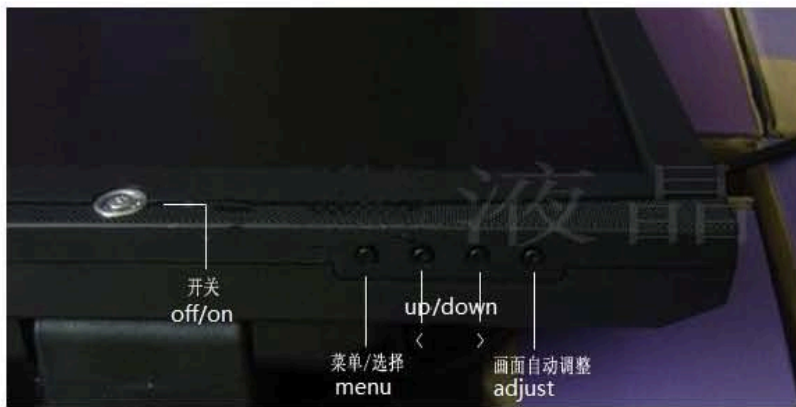 液晶
开关
off/on
up/down
< >
菜单/选择
menu
画面自动调整
adjust